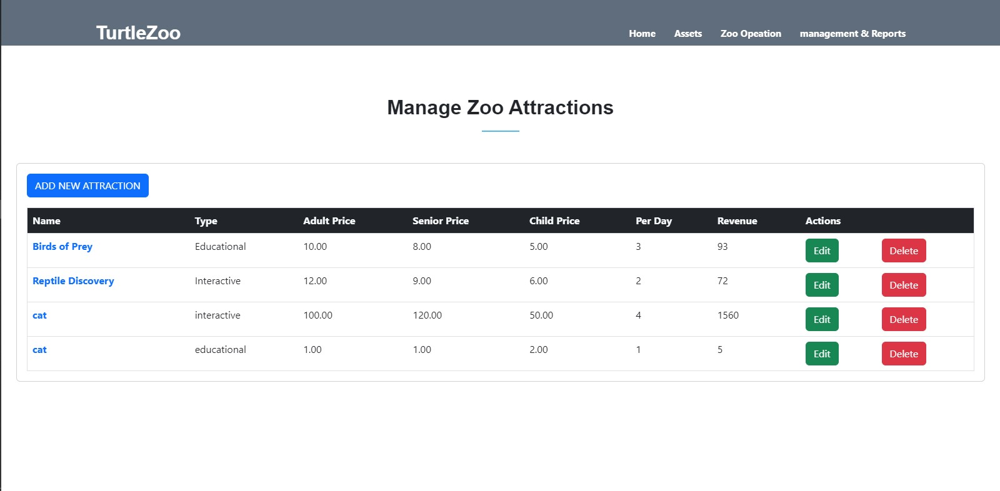 TurtleZoo
Home Assets Zoo Opeation management & Reports
Manage Zoo Attractions
ADD NEW ATTRACTION
Name Type Adult Price Senior Price Child Price Per Day Revenue Actions
Birds of Prey Educational 10.00 8.00 5.00 3 93 Edit Delete
Reptile Discovery Interactive 12.00 9.00 6.00 2 72 Edit Delete
cat interactive 100.00 120.00 50.00 4 1560 Edit Delete
cat educational 1.00 1.00 2.00 1 5 Edit Delete